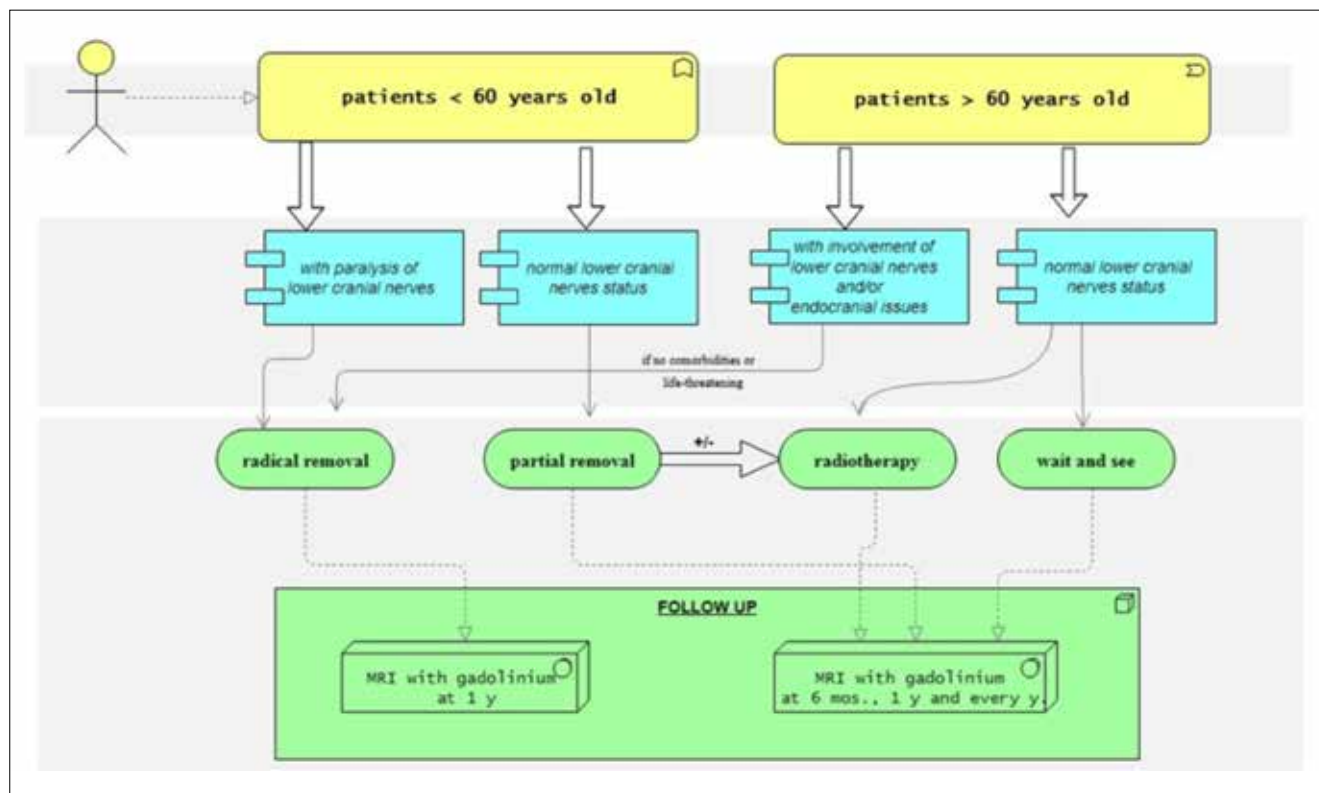 patients < 60 years old
patients > 60 years old
with paralysis of
lower cranial nerves
normal lower cranial
nerves status
with involvement of
lower cranial nerves
and/or
endocranial issues
normal lower cranial
nerves status
if no comorbidities or
life-threatening
radical removal
partial removal
+/-
radiotherapy
wait and see
FOLLOW UP
MRI with gadolinium
at 1 y
MRI with gadolinium
at 6 mos., 1 y and every y.